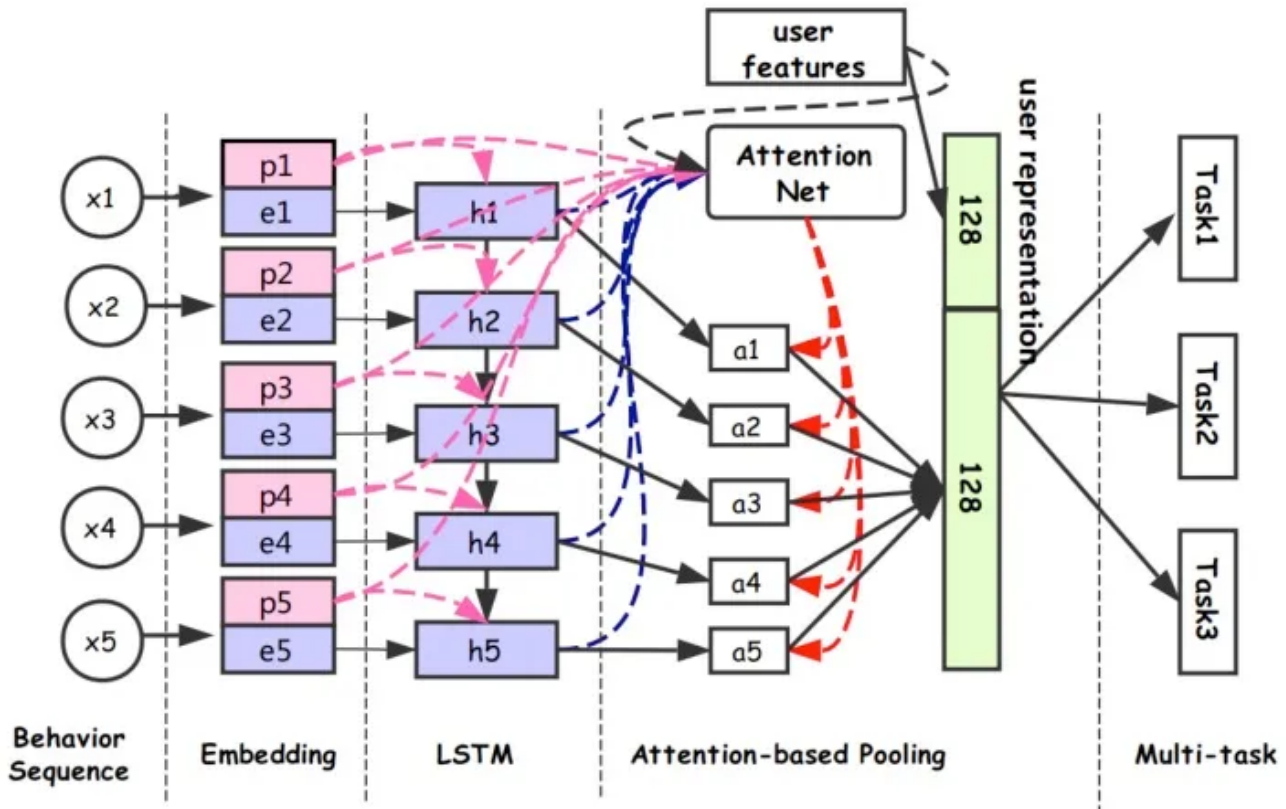 user
features
user representation
Attention
Net
x1
p1
e1
h1
128
Task1
x2
p2
e2
h2
a1
x3
p3
e3
h3
a2
Task2
128
a3
x4
p4
e4
h4
a4
x5
p5
e5
h5
a5
Task3
Behavior
Sequence
Embedding
LSTM
Attention-based Pooling
Multi-task